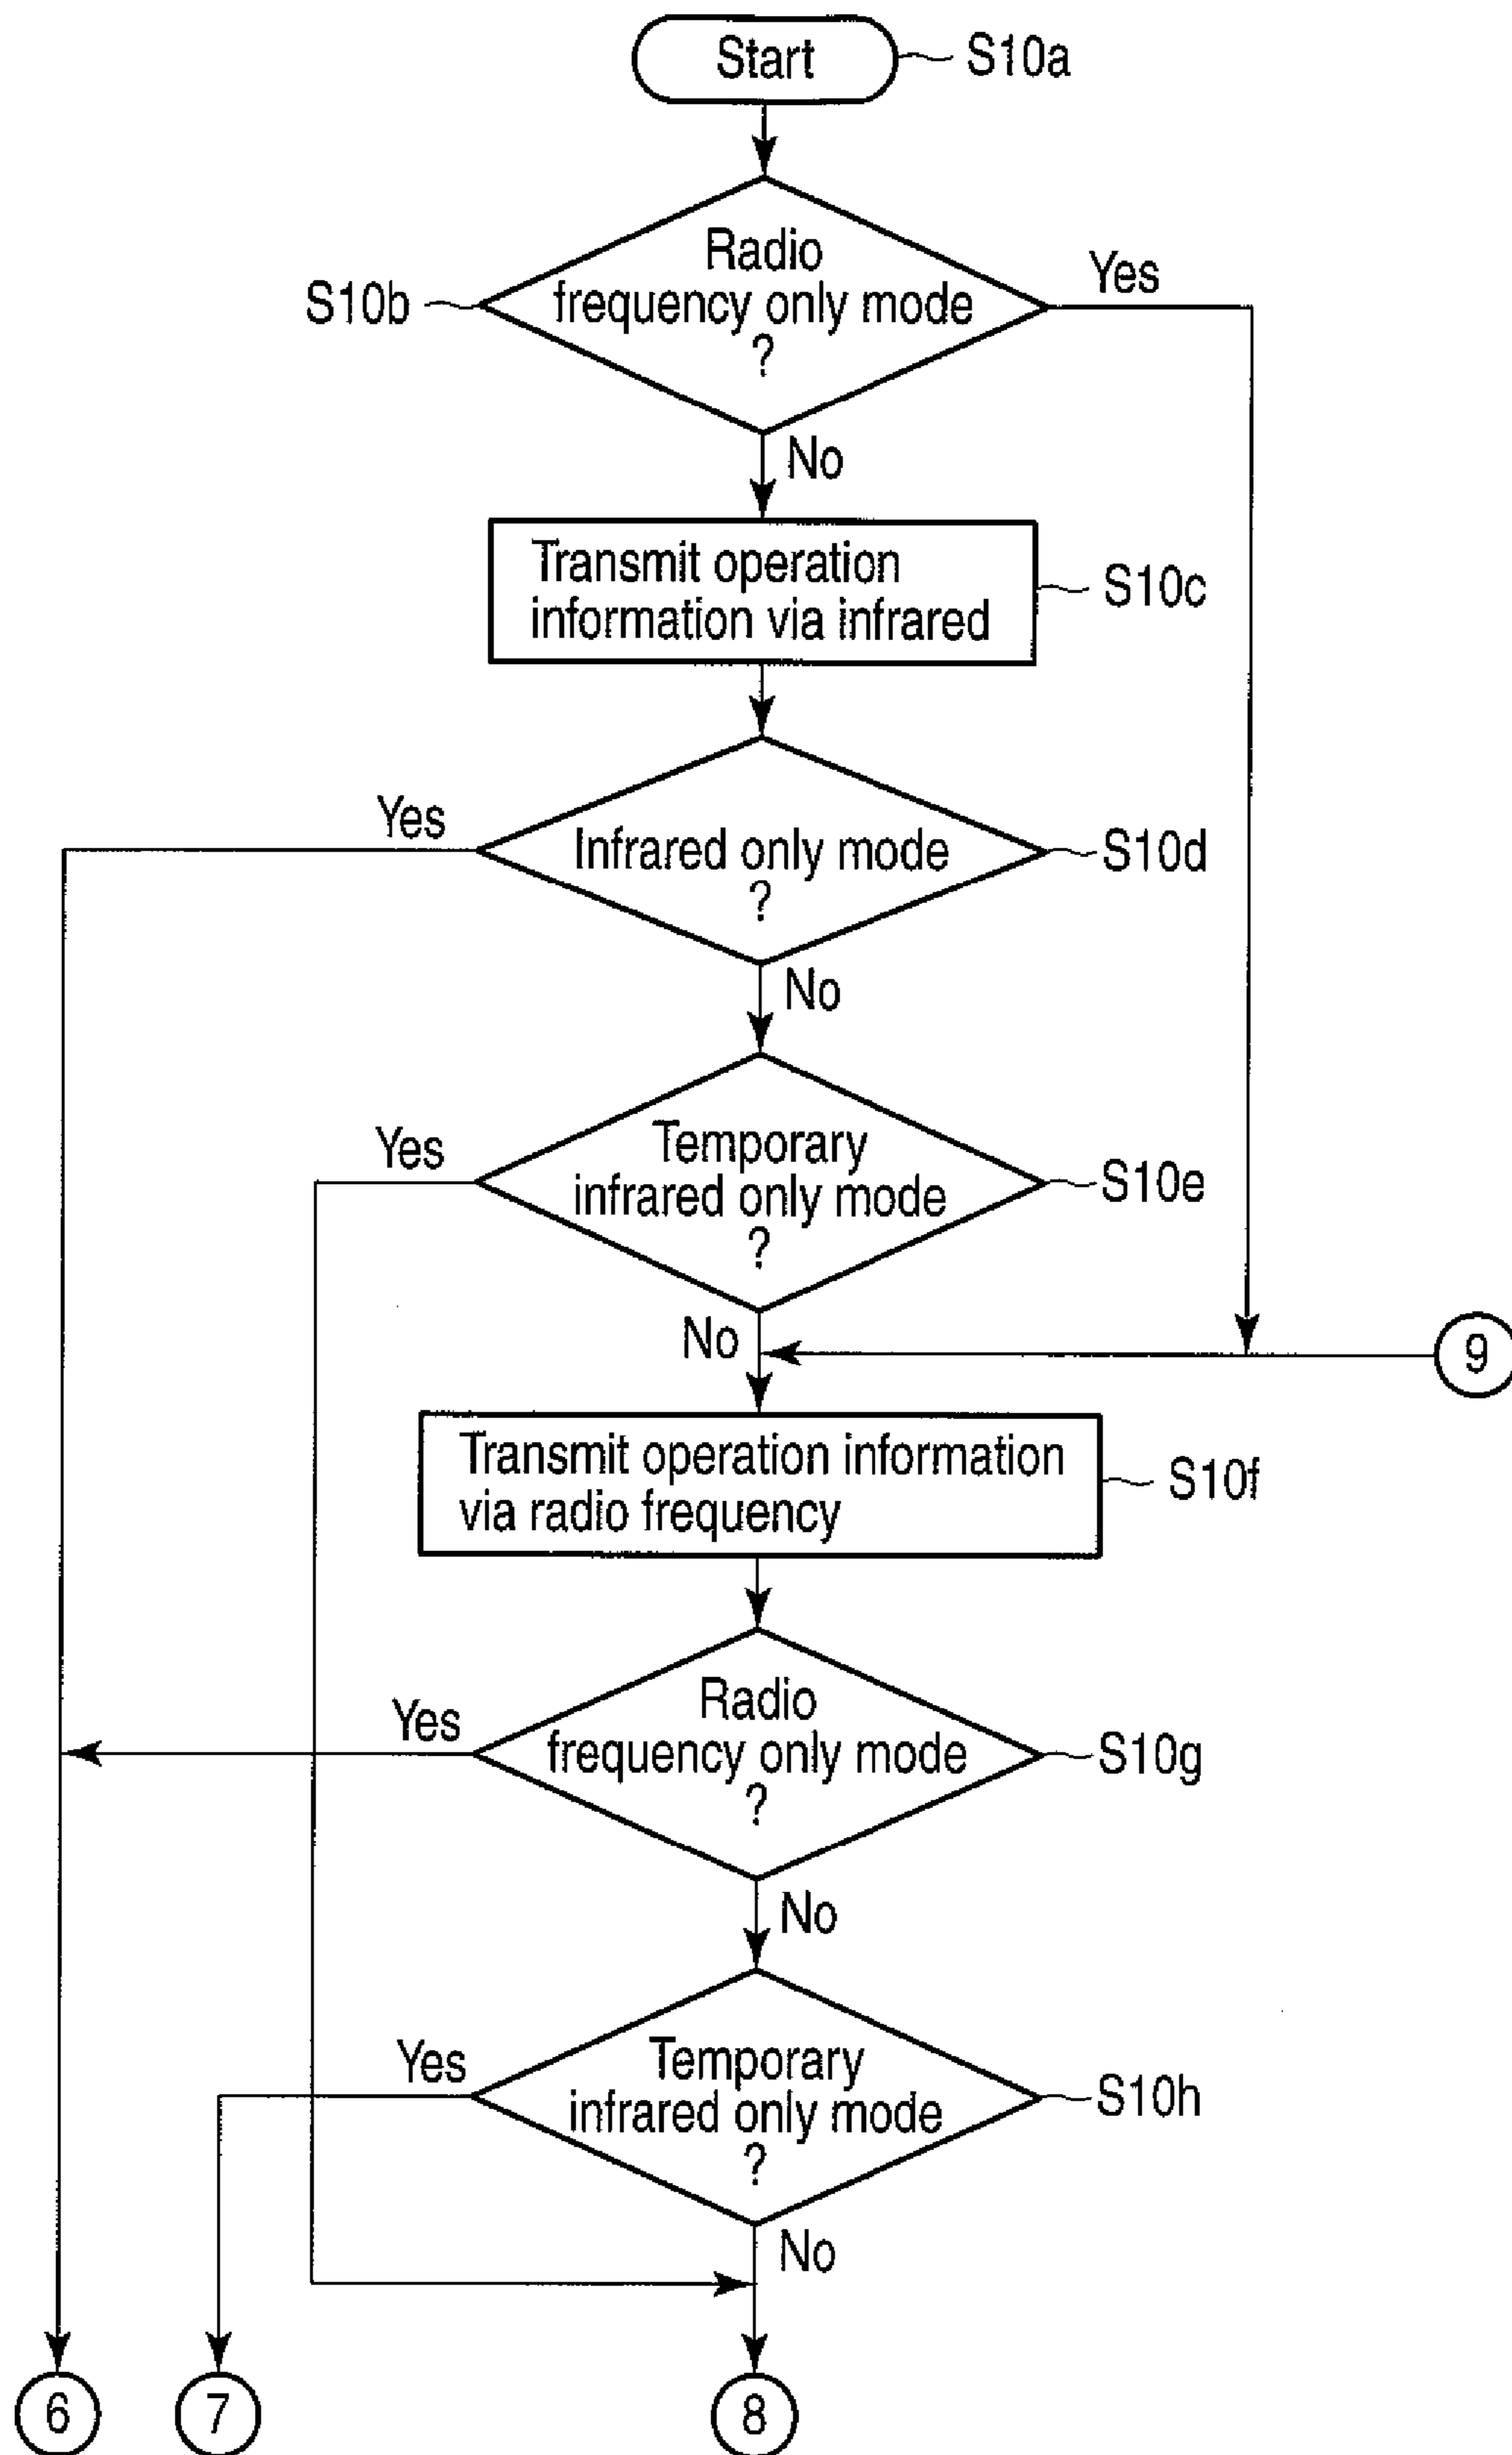 Start
S10a
Radio
frequency only mode
?
S10b
Yes
No
Transmit operation
information via infrared
S10c
Yes
Infrared only mode
?
S10d
No
Yes
Temporary
infrared only mode
?
S10e
No
9
Transmit operation information
via radio frequency
S10f
Yes
Radio
frequency only mode
?
S10g
No
Yes
Temporary
infrared only mode
?
S10h
No
6
7
8